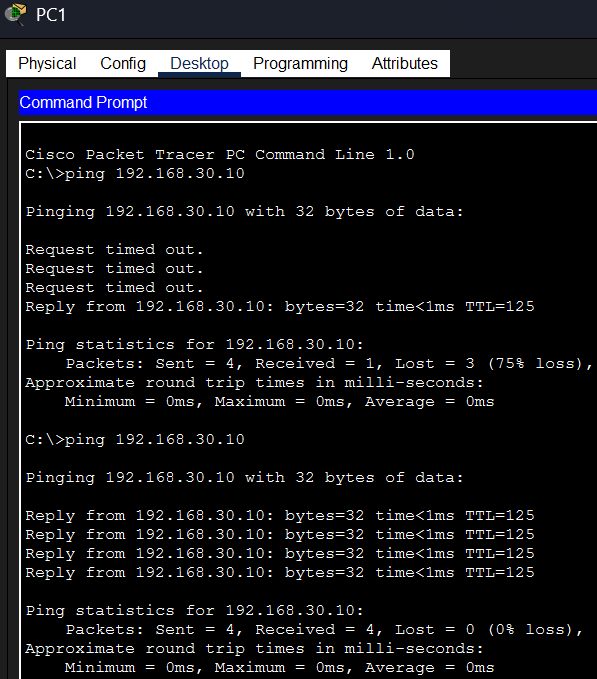 PC1
Physical Config Desktop Programming Attributes
Command Prompt
Cisco Packet Tracer PC Command Line 1.0
C:\>ping 192.168.30.10
Pinging 192.168.30.10 with 32 bytes of data:
Request timed out.
Request timed out.
Request timed out.
Reply from 192.168.30.10: bytes=32 time<1ms TTL=125
Ping statistics for 192.168.30.10:
Packets: Sent = 4, Received = 1, Lost = 3 (75% loss),
Approximate round trip times in milli-seconds:
Minimum = 0ms, Maximum = 0ms, Average = 0ms
C:\>ping 192.168.30.10
Pinging 192.168.30.10 with 32 bytes of data:
Reply from 192.168.30.10: bytes=32 time<1ms TTL=125
Reply from 192.168.30.10: bytes=32 time<1ms TTL=125
Reply from 192.168.30.10: bytes=32 time<1ms TTL=125
Reply from 192.168.30.10: bytes=32 time<1ms TTL=125
Ping statistics for 192.168.30.10:
Packets: Sent = 4, Received = 4, Lost = 0 (0% loss),
Approximate round trip times in milli-seconds:
Minimum = 0ms, Maximum = 0ms, Average = 0ms